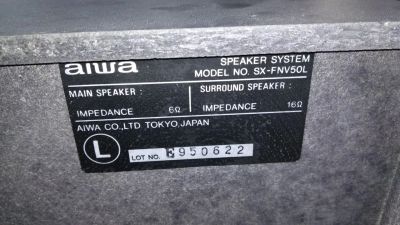 aiwa SPEAKER SYSTEM
MODEL NO. SX-FNV50L
MAIN SPEAKER : SURROUND SPEAKER :
IMPEDANCE 6Ω IMPEDANCE 16Ω
AIWA CO.,LTD TOKYO,JAPAN
L LOT NO. 950622